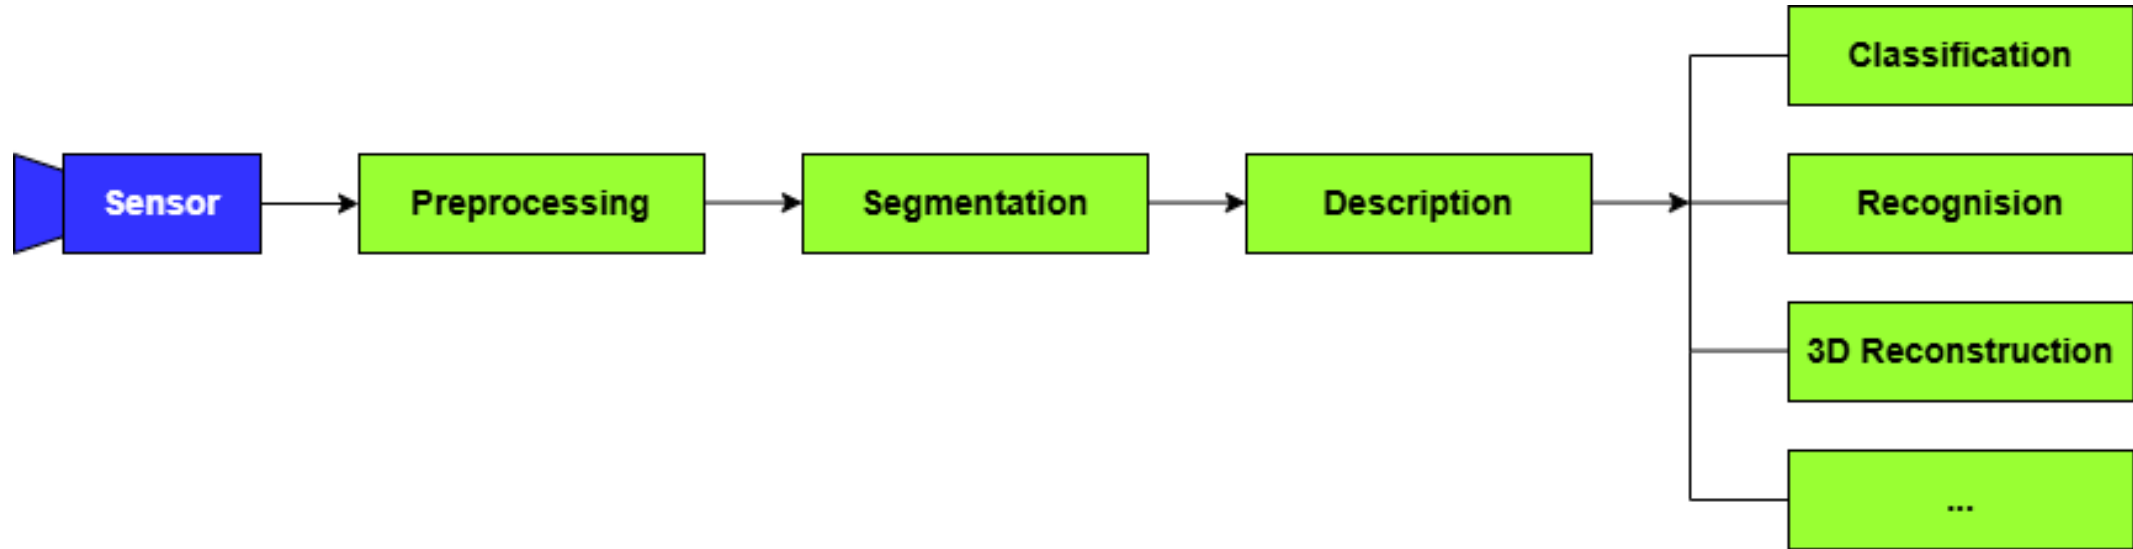 Sensor
Preprocessing
Segmentation
Description
Classification
Recognision
3D Reconstruction
...